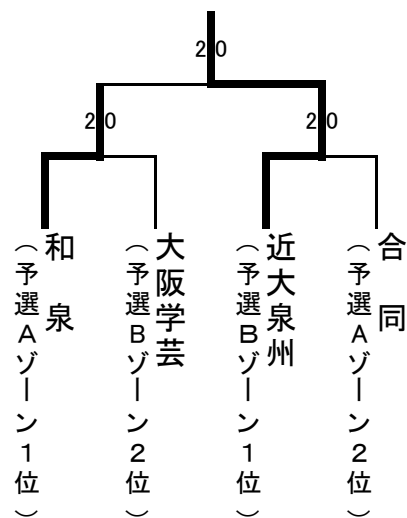 2 0
2 0
2 0
和泉
(予選Aゾーン1位)
大阪学芸
(予選Bゾーン2位)
近大泉州
(予選Bゾーン1位)
合同
(予選Aゾーン2位)